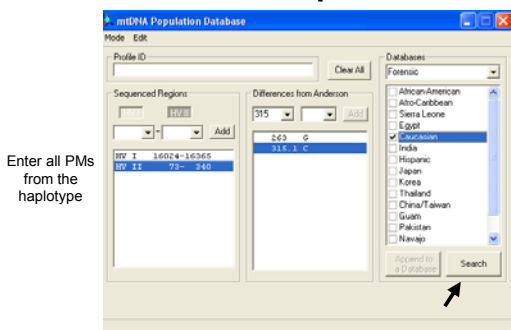 mtDNA Population Database
Mode Edit
Profile ID
Clear All
Databases
Forensic
Sequenced Regions
HV II
- Add
HV I 16024-16365
HV II 73- 340
Differences from Anderson
315 Add
263 G
315.1 C
African-American
Afro-Caribbean
Sierra Leone
Egypt
Caucasian
India
Hispanic
Japan
Korea
Thailand
China/Taiwan
Guam
Pakistan
Navajo
Append to
a Database
Search
Enter all PMs
from the
haplotype